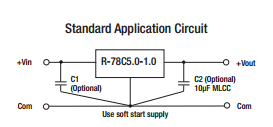 Standard Application Circuit
+Vin
R-78C5.0-1.0
+Vout
C1
(Optional)
C2 (Optional)
10µF MLCC
Com
Com
Use soft start supply